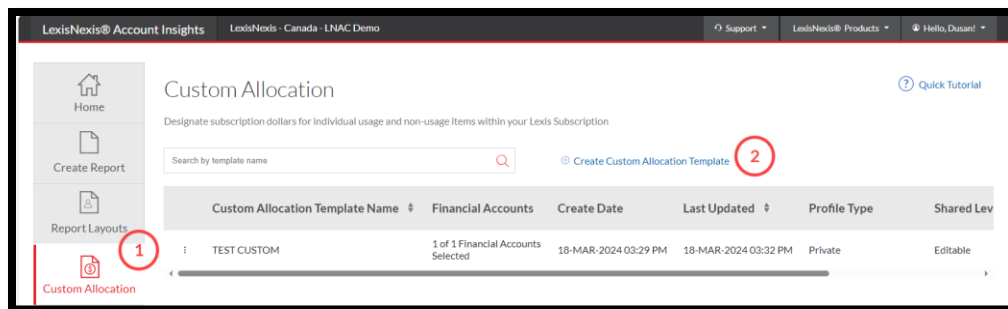 LexisNexis® Account Insights
LexisNexis - Canada - LNAC Demo
Support
LexisNexis® Products
Hello, Dusan!
Home
Create Report
Report Layouts
1
Custom Allocation
Custom Allocation
? Quick Tutorial
Designate subscription dollars for individual usage and non-usage items within your Lexis Subscription
Search by template name
Create Custom Allocation Template
2
Custom Allocation Template Name
Financial Accounts
Create Date
Last Updated
Profile Type
Shared Lev
TEST CUSTOM
1 of 1 Financial Accounts
Selected
18-MAR-2024 03:29 PM
18-MAR-2024 03:32 PM
Private
Editable